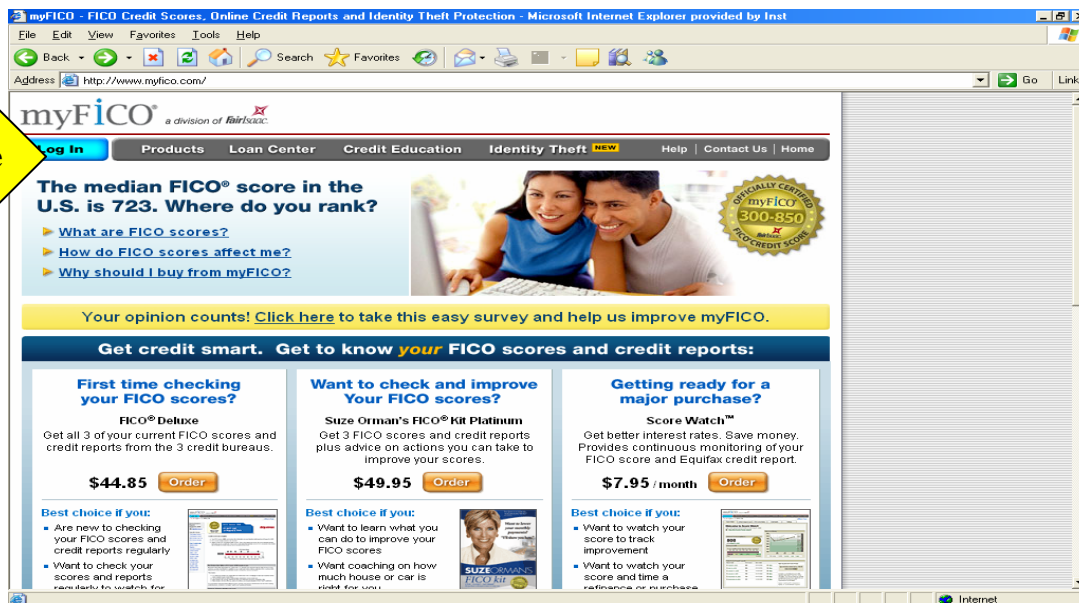 myFICO - FICO Credit Scores, Online Credit Reports and Identity Theft Protection - Microsoft Internet Explorer provided by Inst
File Edit View Favorites Tools Help
Back Search Favorites
Address http://www.myfico.com/ Go Link
myFICO® a division of FairIsaac.
Log In Products Loan Center Credit Education Identity Theft NEW Help | Contact Us | Home
The median FICO® score in the
U.S. is 723. Where do you rank?
What are FICO scores?
How do FICO scores affect me?
Why should I buy from myFICO?
OFFICIALLY CERTIFIED
myFICO
300-850
FairIsaac
FICO CREDIT SCORE
Your opinion counts! Click here to take this easy survey and help us improve myFICO.
Get credit smart. Get to know your FICO scores and credit reports:
First time checking
your FICO scores?
FICO® Deluxe
Get all 3 of your current FICO scores and
credit reports from the 3 credit bureaus.
$44.85 Order
Best choice if you:
Are new to checking
your FICO scores and
credit reports regularly
Want to check your
scores and reports
regularly to watch for
Want to check and improve
Your FICO scores?
Suze Orman's FICO® Kit Platinum
Get 3 FICO scores and credit reports
plus advice on actions you can take to
improve your scores.
$49.95 Order
Best choice if you:
Want to learn what you
can do to improve your
FICO scores
Want coaching on how
much house or car is
right for you
SUZE ORMAN'S
FICO kit
Getting ready for a
major purchase?
Score Watch™
Get better interest rates. Save money.
Provides continuous monitoring of your
FICO score and Equifax credit report.
$7.95 / month Order
Best choice if you:
Want to watch your
score to track
improvement
Want to watch your
score and time a
refinance or purchase
Internet